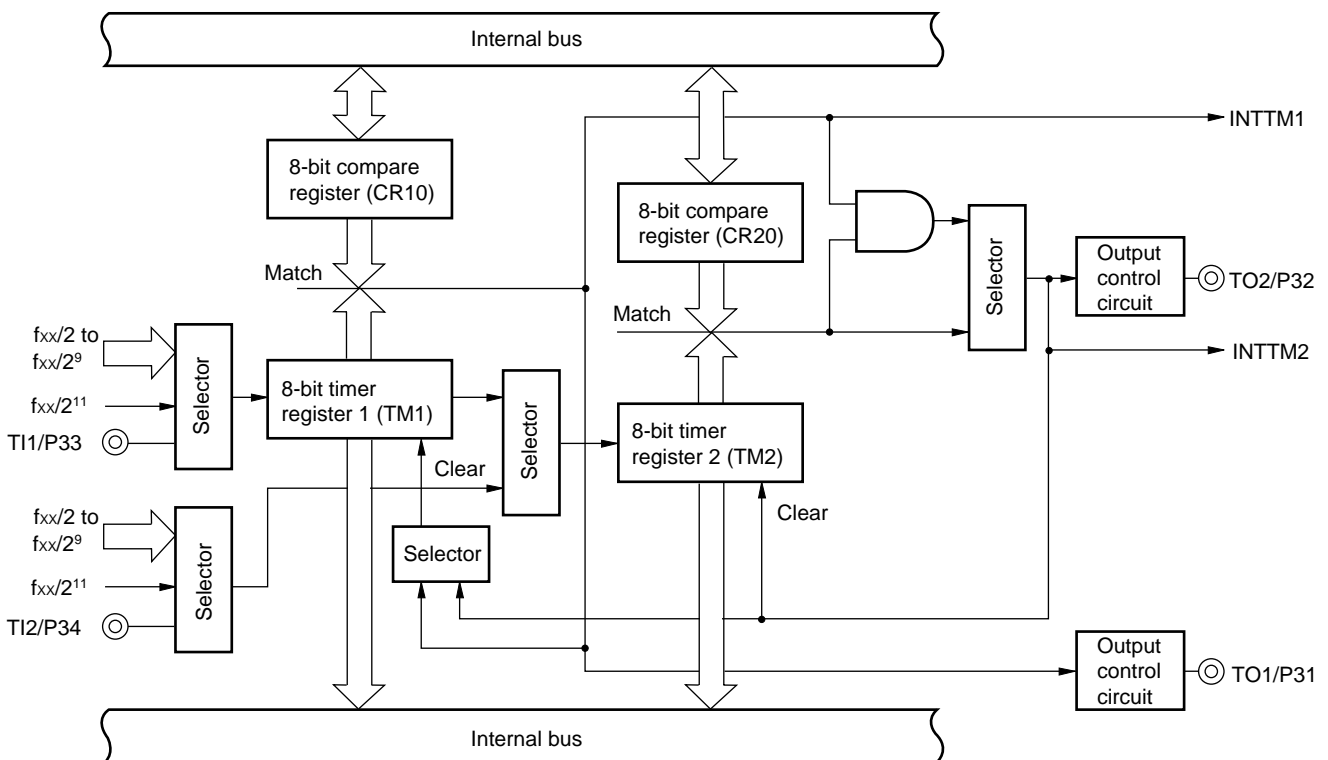 Internal bus
INTTM1
8-bit compare
register (CR10)
8-bit compare
register (CR20)
Selector
Output
control
circuit
TO2/P32
Match
Match
INTTM2
fxx/2 to
fxx/2⁹
fxx/2¹¹
TI1/P33
Selector
8-bit timer
register 1 (TM1)
Selector
8-bit timer
register 2 (TM2)
Clear
Clear
fxx/2 to
fxx/2⁹
fxx/2¹¹
TI2/P34
Selector
Selector
Output
control
circuit
TO1/P31
Internal bus